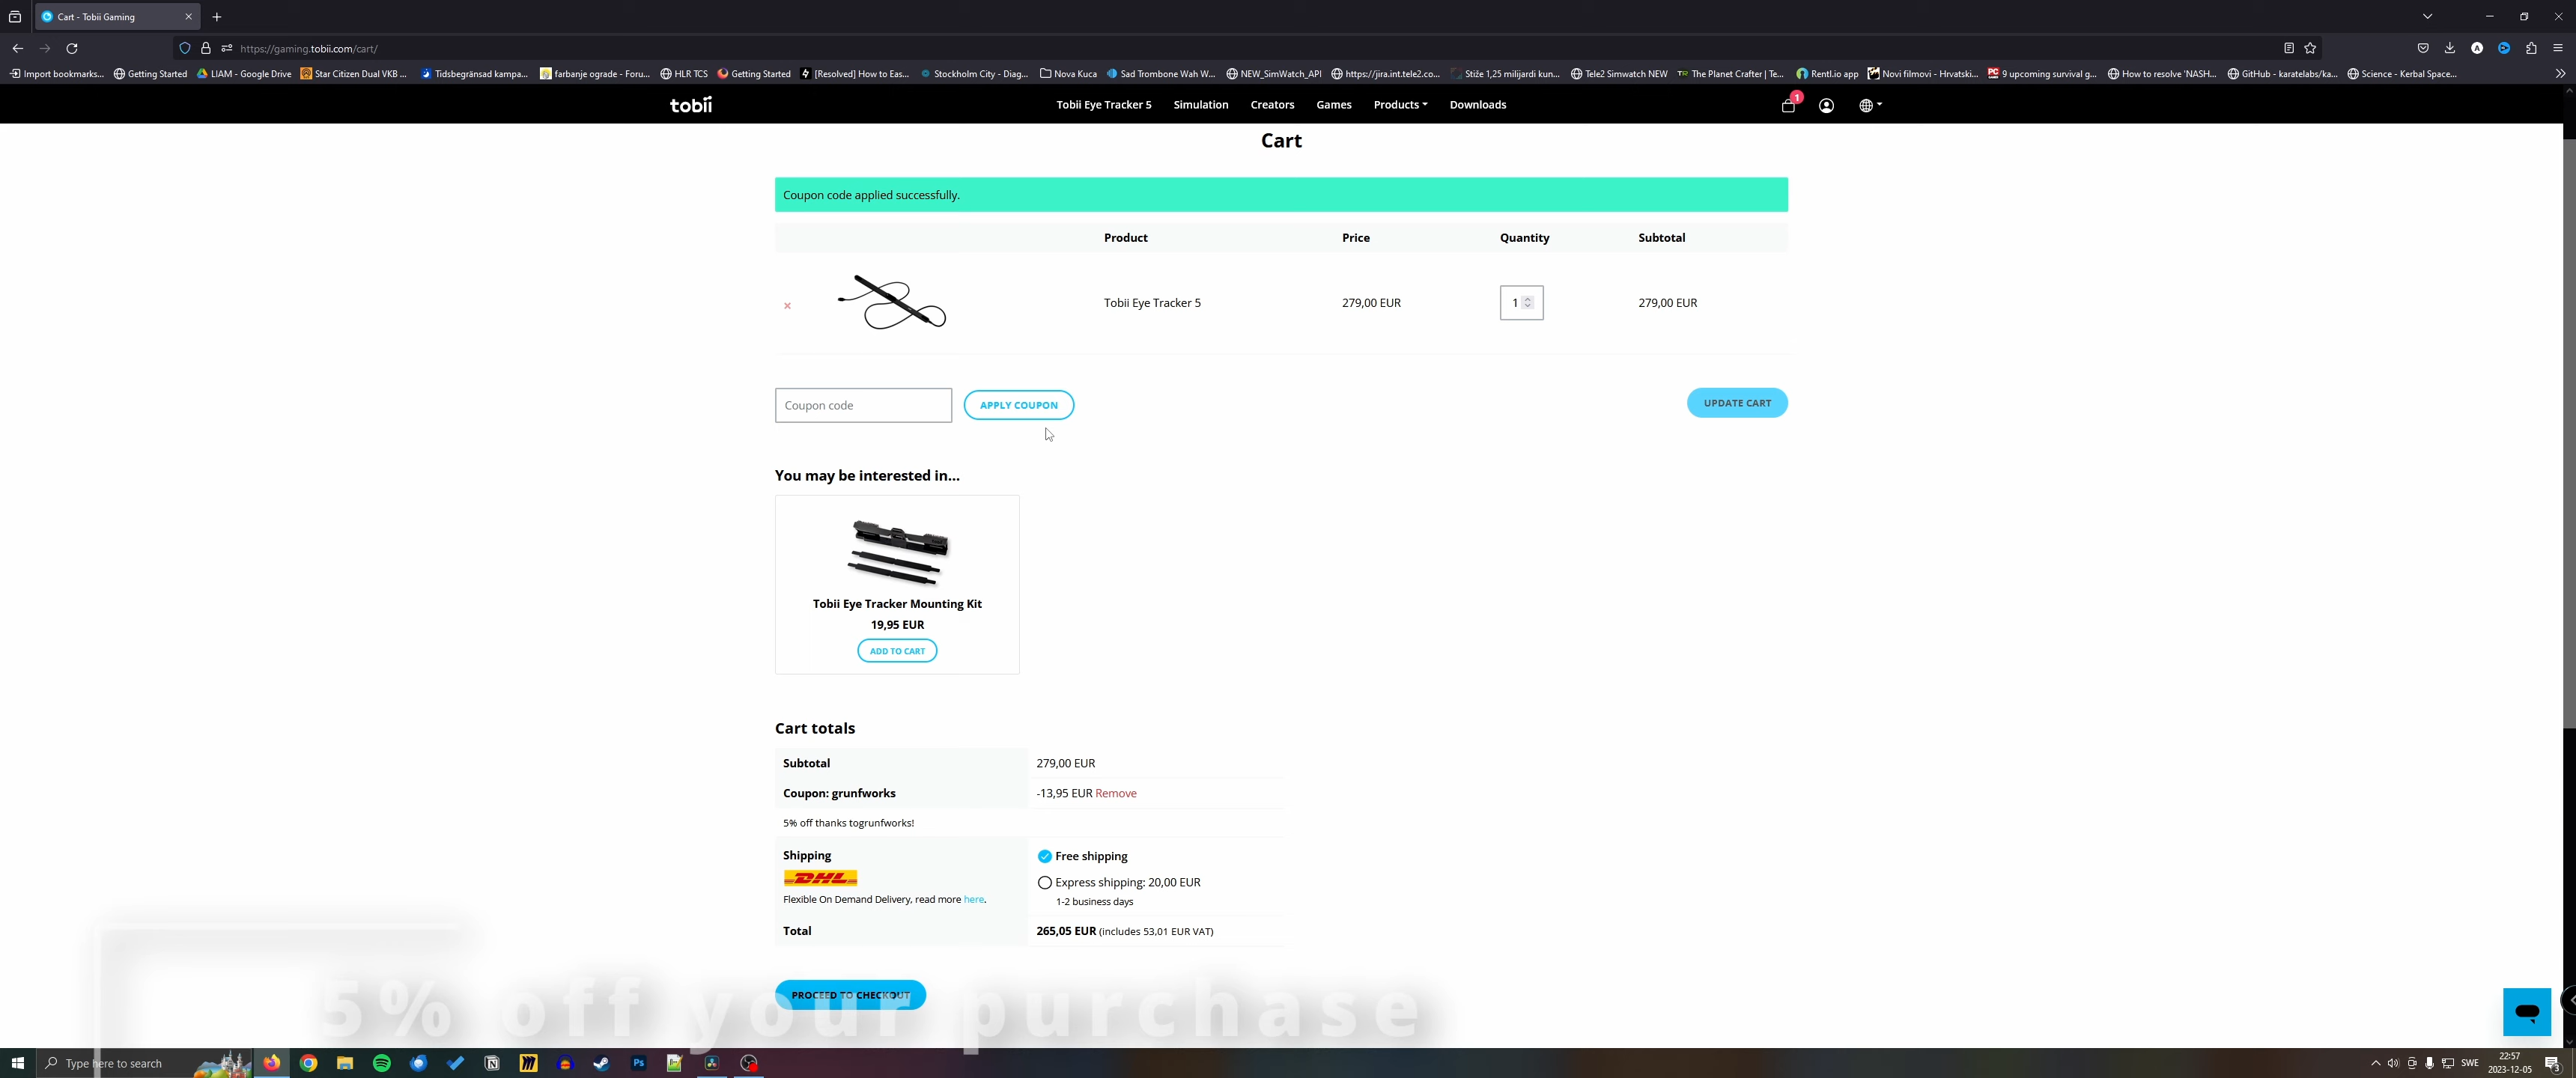 Cart - Tobii Gaming
https://gaming.tobii.com/cart/
Import bookmarks... Getting Started LIAM - Google Drive Star Citizen Dual VKB ... Tidsbegränsad kampa... farbanje ograde - Foru... HLR TCS Getting Started [Resolved] How to Eas... Stockholm City - Diag... Nova Kuca Sad Trombone Wah W... NEW_SimWatch_API https://jira.int.tele2.co... Stiže 1,25 milijardi kun... Tele2 Simwatch NEW The Planet Crafter | Te... Rentl.io app Novi filmovi - Hrvatski... 9 upcoming survival g... How to resolve 'NASH... GitHub - karatelabs/ka... Science - Kerbal Space...
tobii Tobii Eye Tracker 5 Simulation Creators Games Products Downloads 1
Cart
Coupon code applied successfully.
Product Price Quantity Subtotal
Tobii Eye Tracker 5 279,00 EUR 1 279,00 EUR
Coupon code APPLY COUPON UPDATE CART
You may be interested in...
Tobii Eye Tracker Mounting Kit
19,95 EUR
ADD TO CART
Cart totals
Subtotal 279,00 EUR
Coupon: grunfworks -13,95 EUR Remove
5% off thanks togrunfworks!
Shipping Free shipping
DHL Express shipping: 20,00 EUR
Flexible On Demand Delivery, read more here. 1-2 business days
Total 265,05 EUR (includes 53,01 EUR VAT)
PROCEED TO CHECKOUT
5% off your purchase
Type here to search SWE 22:57
2023-12-05 3